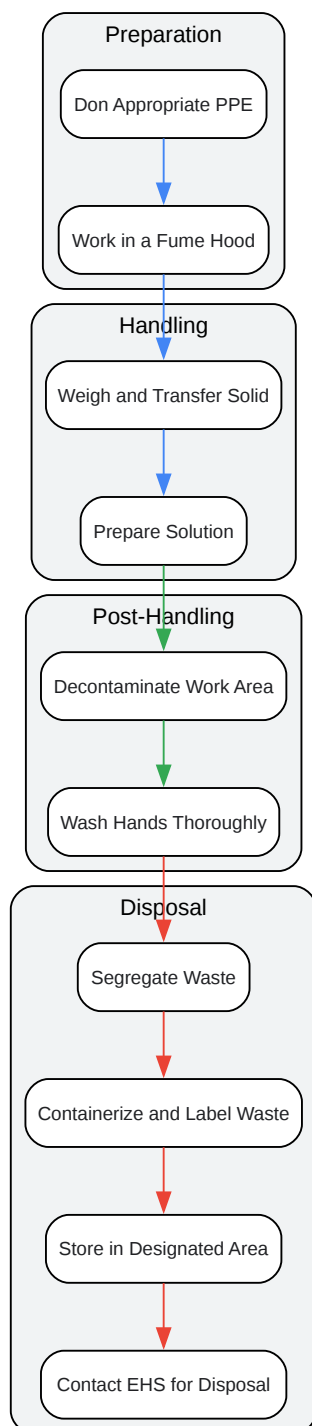 Preparation
Don Appropriate PPE
Work in a Fume Hood
Handling
Weigh and Transfer Solid
Prepare Solution
Post-Handling
Decontaminate Work Area
Wash Hands Thoroughly
Disposal
Segregate Waste
Containerize and Label Waste
Store in Designated Area
Contact EHS for Disposal